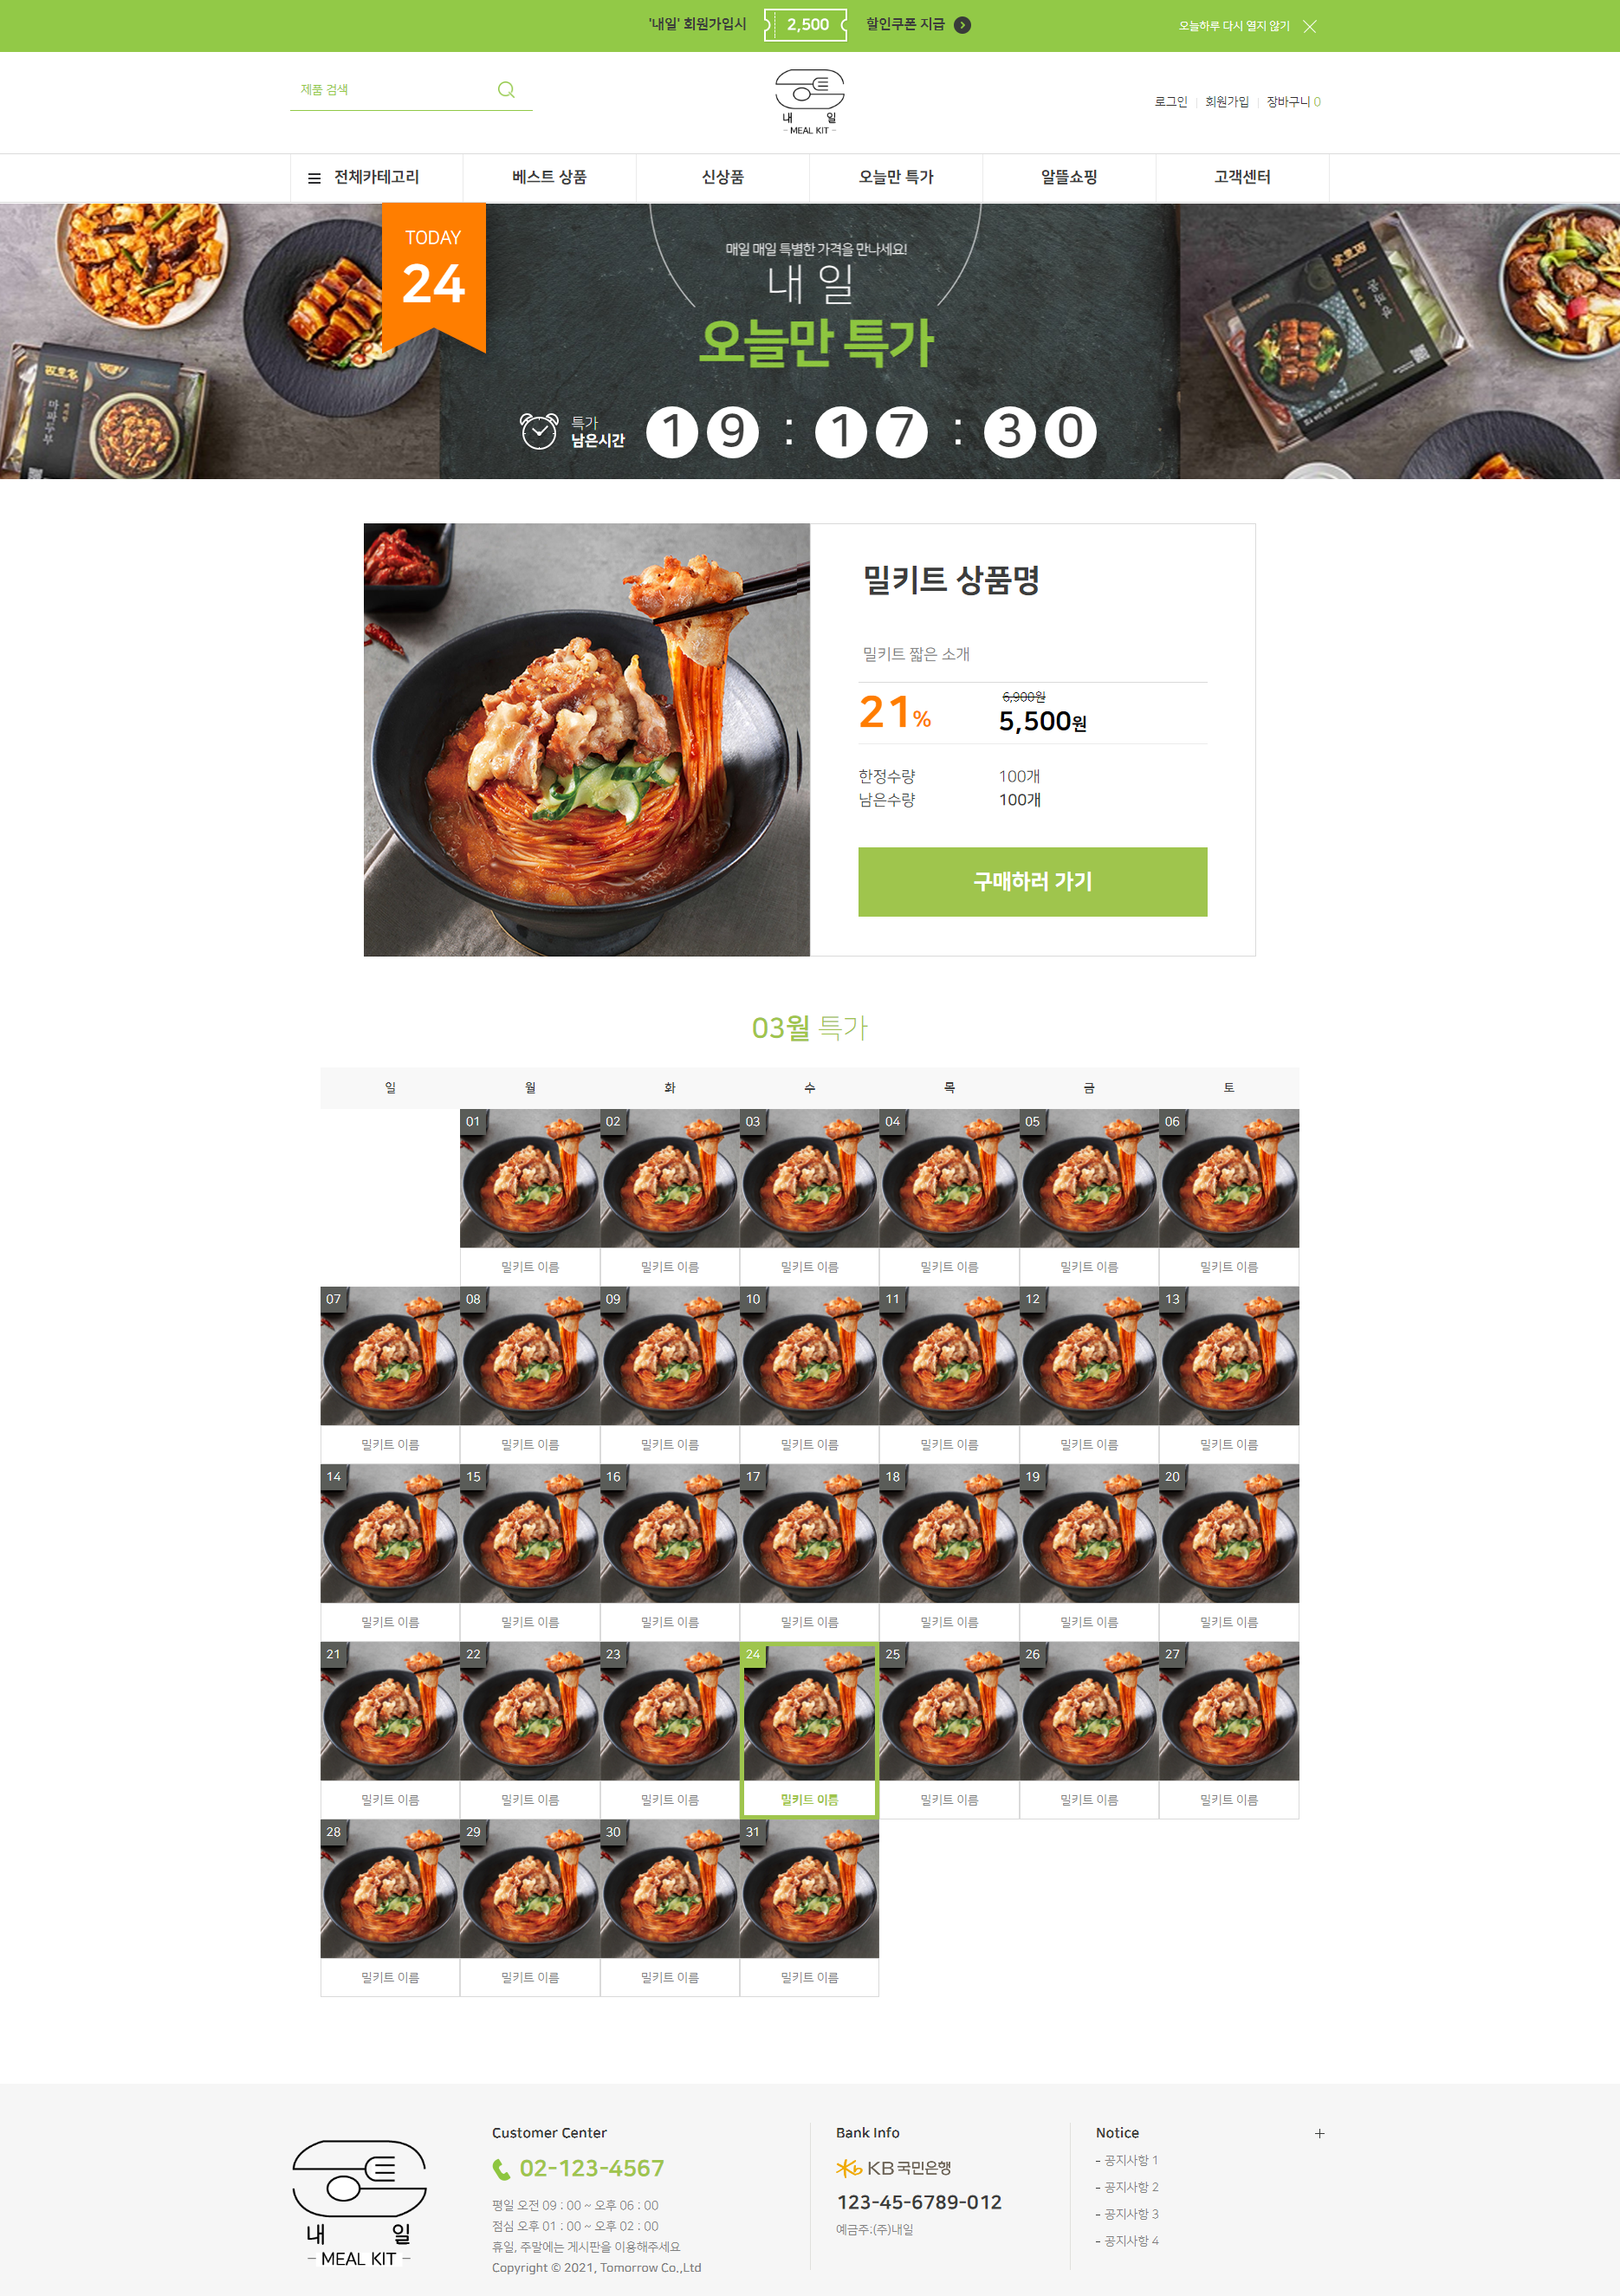 '내일' 회원가입시 2,500 할인쿠폰 지급
오늘하루 다시 열지 않기
제품 검색
내 일
- MEAL KIT -
로그인 회원가입 장바구니 0
전체카테고리 베스트 상품 신상품 오늘만 특가 알뜰쇼핑 고객센터
TODAY
24
매일 매일 특별한 가격을 만나세요!
내 일
오늘만 특가
특가
남은시간
19 : 17 : 30
마파두부
밀키트 상품명
밀키트 짧은 소개
21%
6,900원
5,500원
한정수량 100개
남은수량 100개
구매하러 가기
03월 특가
일 월 화 수 목 금 토
01 02 03 04 05 06
밀키트 이름 밀키트 이름 밀키트 이름 밀키트 이름 밀키트 이름 밀키트 이름
07 08 09 10 11 12 13
밀키트 이름 밀키트 이름 밀키트 이름 밀키트 이름 밀키트 이름 밀키트 이름 밀키트 이름
14 15 16 17 18 19 20
밀키트 이름 밀키트 이름 밀키트 이름 밀키트 이름 밀키트 이름 밀키트 이름 밀키트 이름
21 22 23 24 25 26 27
밀키트 이름 밀키트 이름 밀키트 이름 밀키트 이름 밀키트 이름 밀키트 이름 밀키트 이름
28 29 30 31
밀키트 이름 밀키트 이름 밀키트 이름 밀키트 이름
내 일
- MEAL KIT -
Customer Center
02-123-4567
평일 오전 09 : 00 ~ 오후 06 : 00
점심 오후 01 : 00 ~ 오후 02 : 00
휴일, 주말에는 게시판을 이용해주세요
Copyright © 2021, Tomorrow Co.,Ltd
Bank Info
KB국민은행
123-45-6789-012
예금주:(주)내일
Notice +
- 공지사항 1
- 공지사항 2
- 공지사항 3
- 공지사항 4